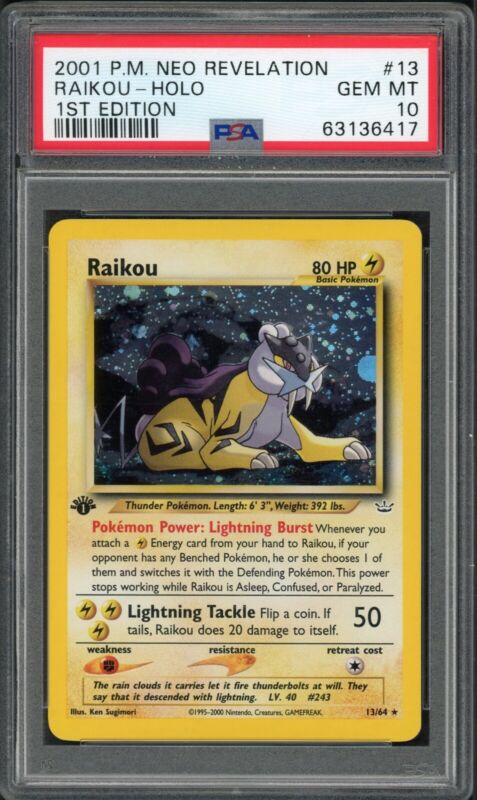 2001 P.M. NEO REVELATION #13
RAIKOU - HOLO GEM MT
1ST EDITION 10
PSA 63136417
Raikou 80 HP
Basic Pokémon
EDITION
1
Thunder Pokémon. Length: 6' 3", Weight: 392 lbs.
Pokémon Power: Lightning Burst Whenever you
attach a Energy card from your hand to Raikou, if your
opponent has any Benched Pokémon, he or she chooses 1 of
them and switches it with the Defending Pokémon. This power
stops working while Raikou is Asleep, Confused, or Paralyzed.
Lightning Tackle Flip a coin. If 50
tails, Raikou does 20 damage to itself.
weakness resistance retreat cost
The rain clouds it carries let it fire thunderbolts at will. They
say that it descended with lightning. LV. 40 #243
Illus. Ken Sugimori ©1995-2000 Nintendo, Creatures, GAMEFREAK. 13/64 ★